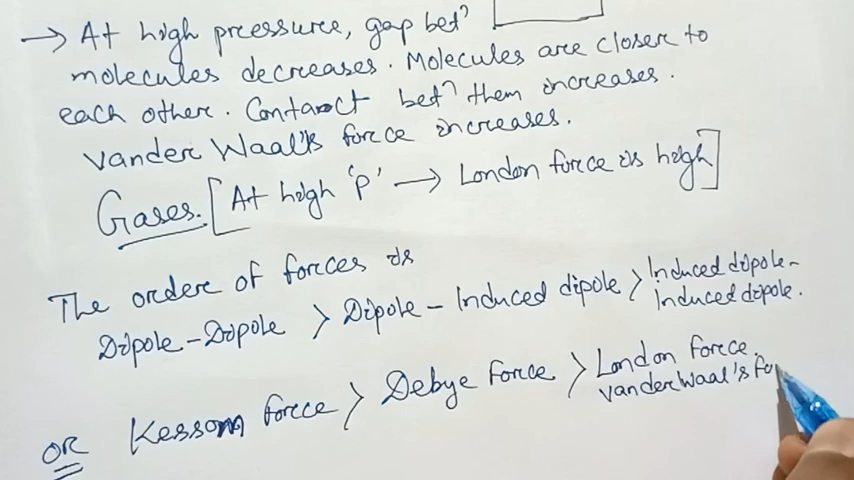 → At high pressure, gap betn
molecules decreases. Molecules are closer to
each other. Contact betn them increases.
vander Waal's force increases.
Gases. [At high 'P' → London force is high]
The order of forces is
Dipole-Dipole > Dipole - Induced dipole > Induced dipole-
Induced dipole.
OR Kessom force > Debye force > London force.
vanderWaal's fo